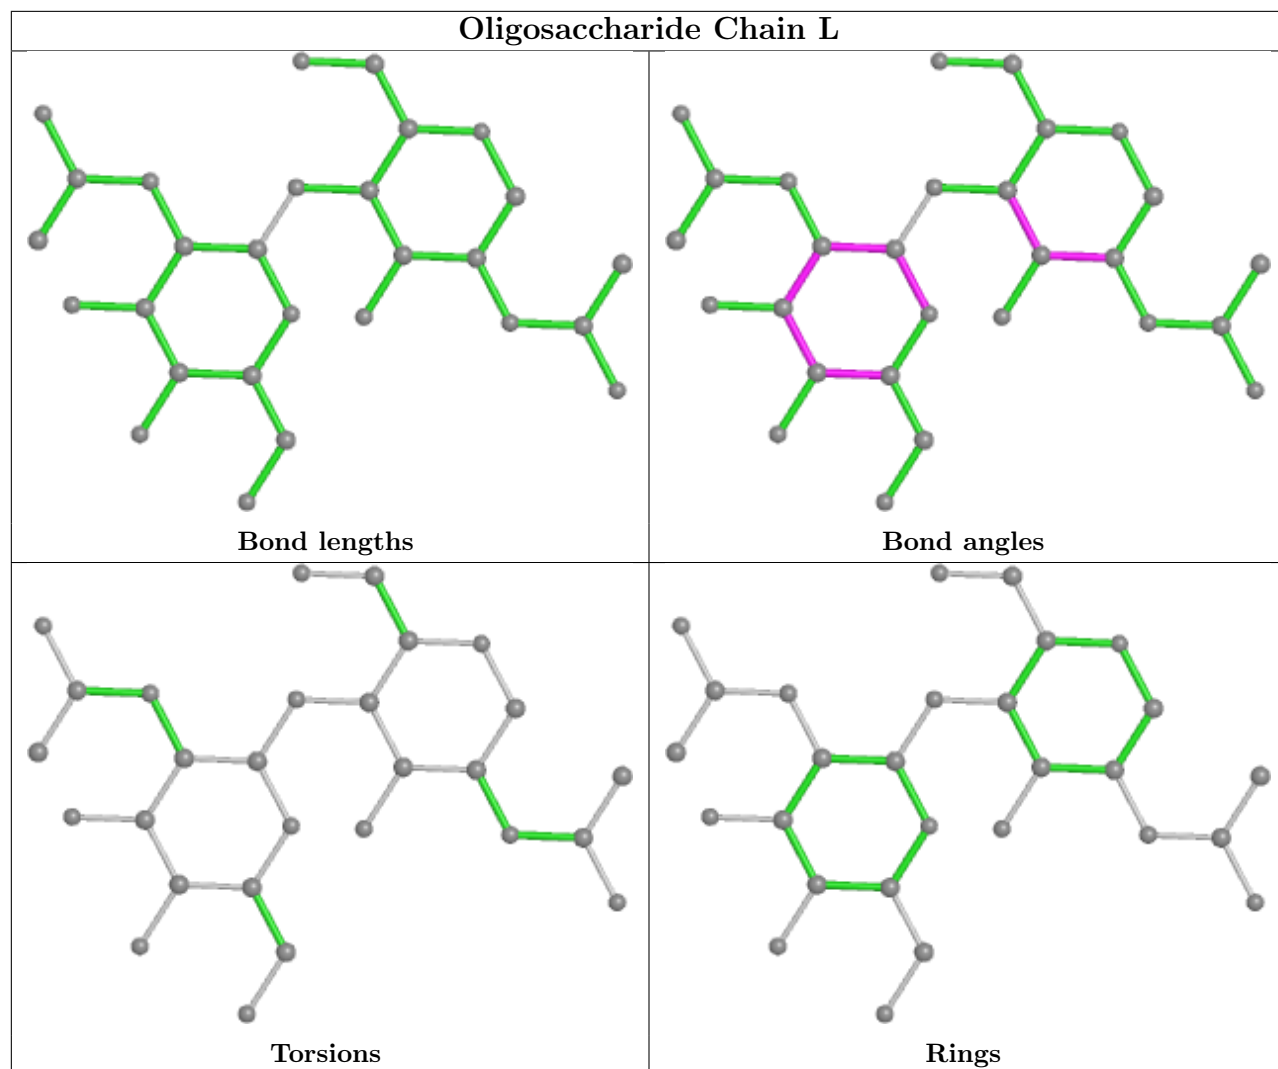 Oligosaccharide Chain L
Bond lengths
Bond angles
Torsions
Rings